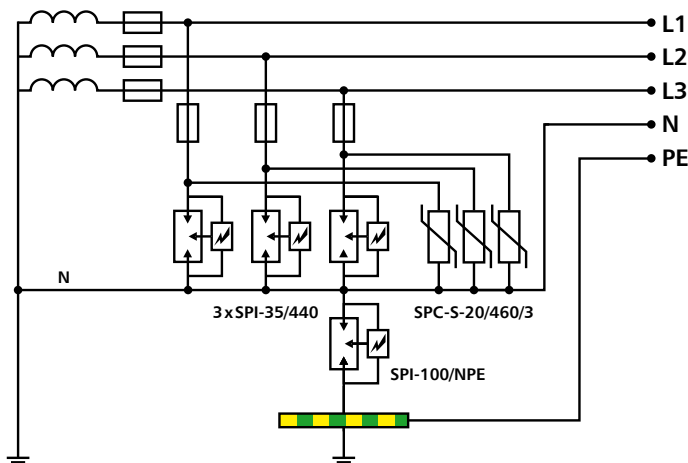 L1
L2
L3
N
PE
N
3xSPI-35/440
SPC-S-20/460/3
SPI-100/NPE